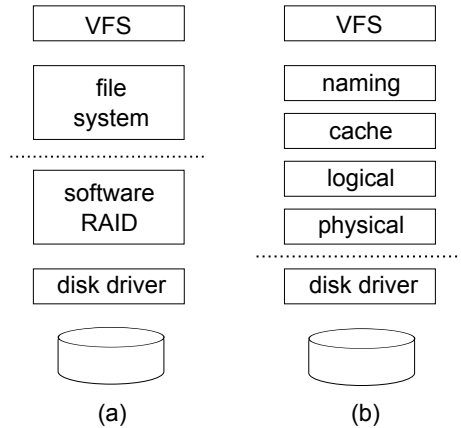 VFS
file
system
software
RAID
disk driver
(a)
VFS
naming
cache
logical
physical
disk driver
(b)